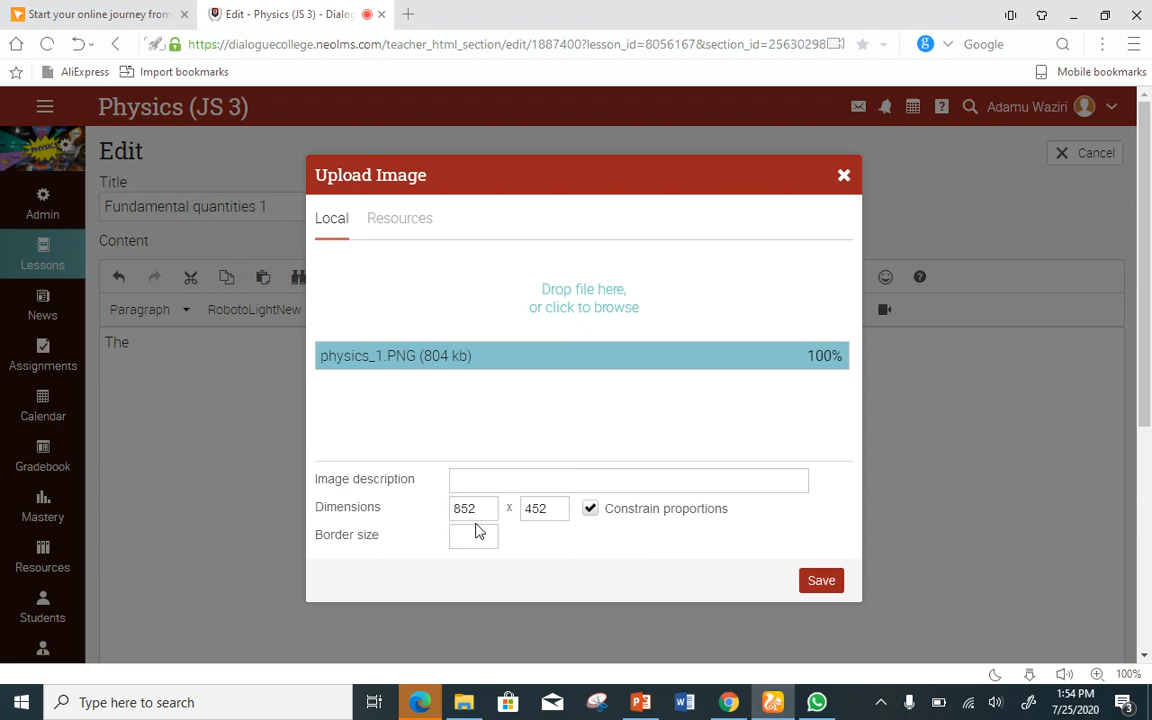 Start your online journey from
Edit - Physics (JS 3) - Dialog
https://dialoguecollege.neolms.com/teacher_html_section/edit/1887400?lesson_id=8056167&section_id=25630298
g
Google
AliExpress
Import bookmarks
Mobile bookmarks
Physics (JS 3)
Adamu Waziri
PHYSICS
Edit
Cancel
Title
Fundamental quantities 1
Content
Paragraph
RobotoLightNew
The
Admin
Lessons
News
Assignments
Calendar
Gradebook
Mastery
Resources
Students
Upload Image
Local
Resources
Drop file here,
or click to browse
physics_1.PNG (804 kb)
100%
Image description
Dimensions
852
x
452
Constrain proportions
Border size
Save
100%
Type here to search
1:54 PM
7/25/2020
3